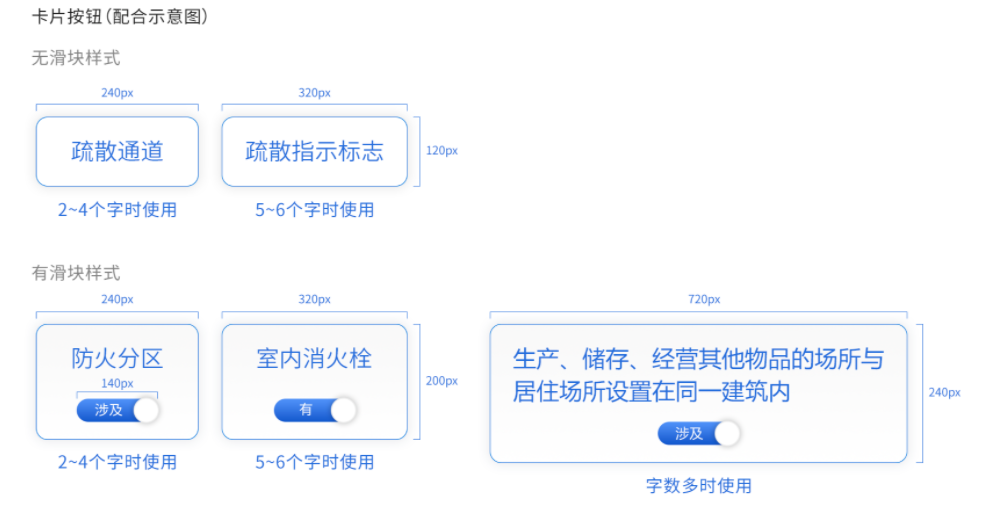 卡片按钮（配合示意图）
无滑块样式
240px
320px
疏散通道
疏散指示标志
120px
2~4个字时使用
5~6个字时使用
有滑块样式
240px
320px
720px
防火分区
140px
涉及
室内消火栓
有
200px
生产、储存、经营其他物品的场所与
居住场所设置在同一建筑内
涉及
240px
2~4个字时使用
5~6个字时使用
字数多时使用